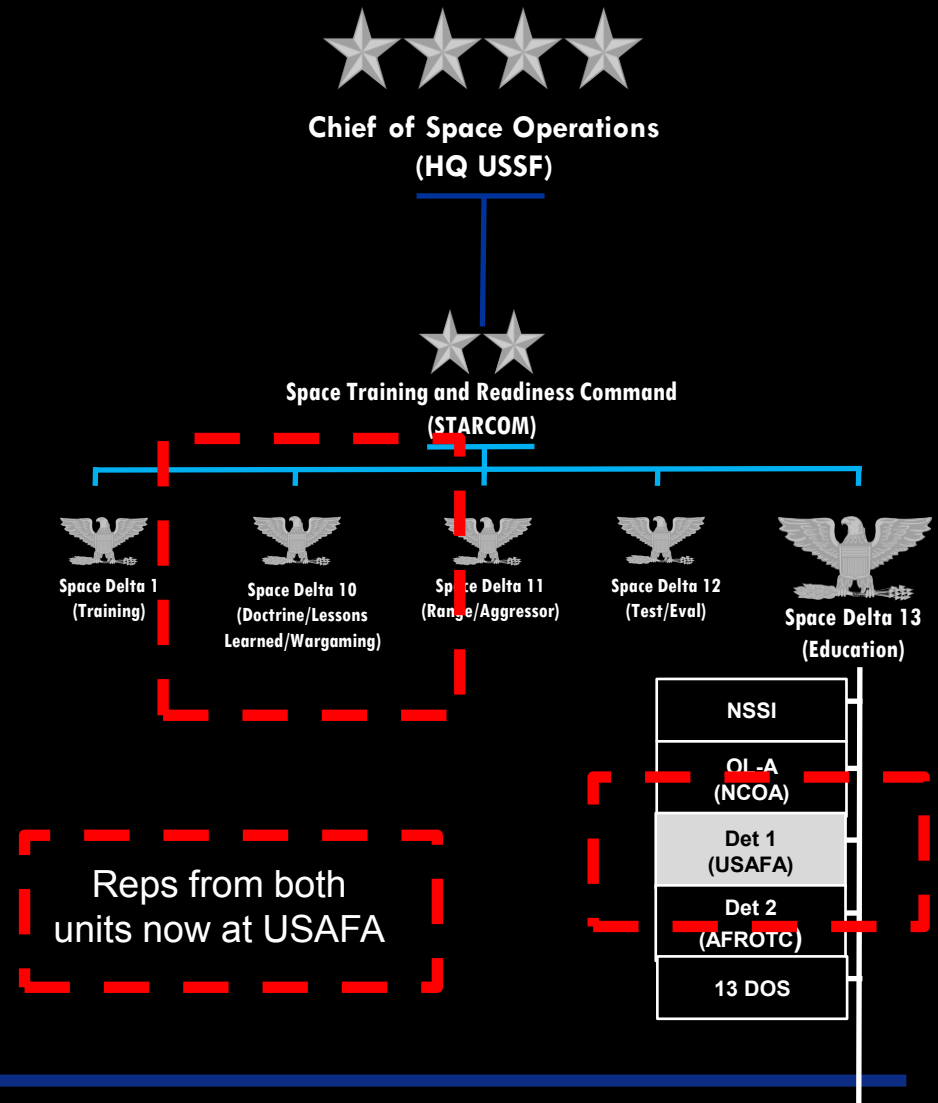 Chief of Space Operations
(HQ USSF)
Space Training and Readiness Command
(STARCOM)
Space Delta 1
(Training)
Space Delta 10
(Doctrine/Lessons
Learned/Wargaming)
Space Delta 11
(Range/Aggressor)
Space Delta 12
(Test/Eval)
Space Delta 13
(Education)
NSSI
OL-A
(NCOA)
Det 1
(USAFA)
Det 2
(AFROTC)
13 DOS
Reps from both
units now at USAFA